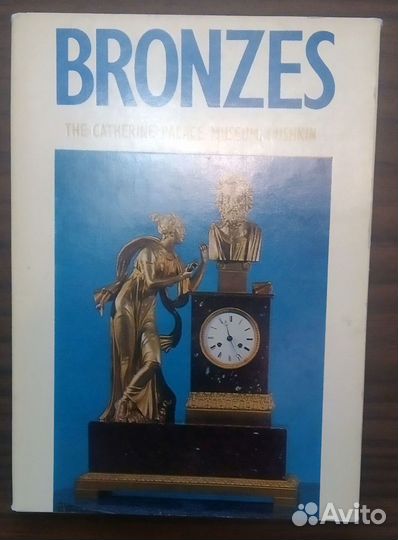 BRONZES
THE CATHERINE PALACE MUSEUM, PUSHKIN
Avito